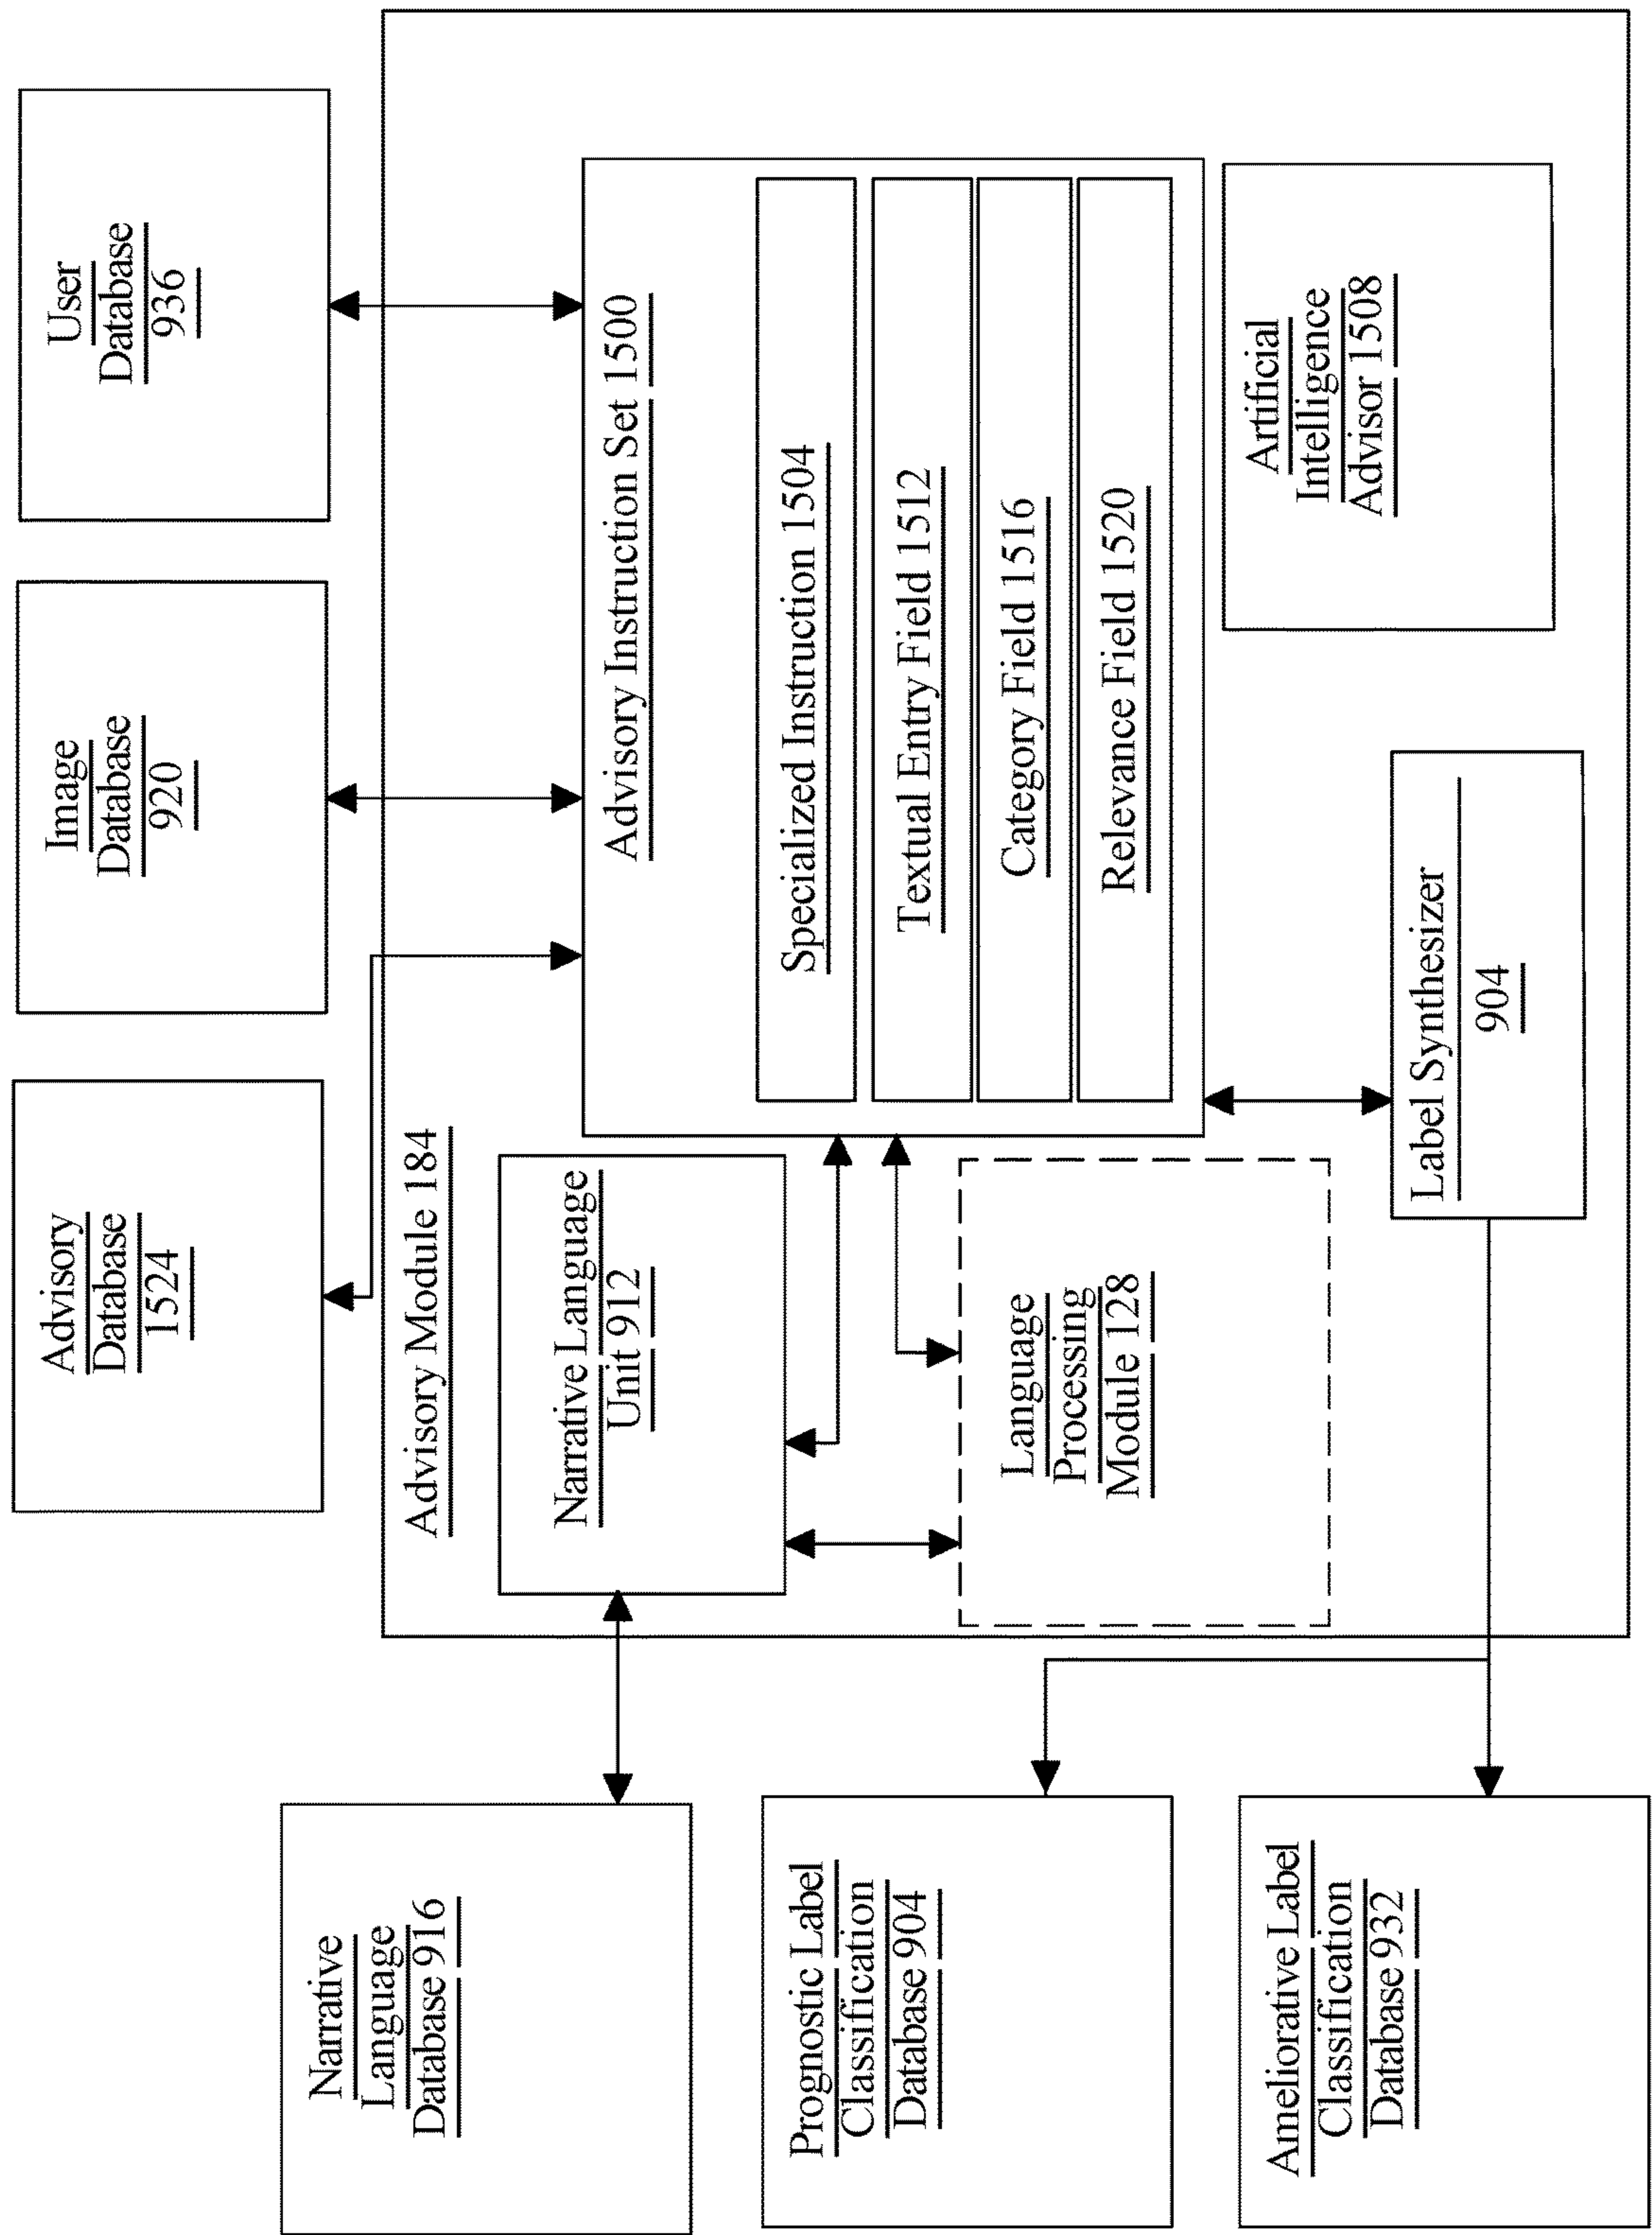 Advisory
Database
1524
Image
Database
920
User
Database
936
Narrative
Language
Database 916
Advisory Module 184
Narrative Language
Unit 912
Advisory Instruction Set 1500
Specialized Instruction 1504
Textual Entry Field 1512
Category Field 1516
Relevance Field 1520
Prognostic Label
Classification
Database 904
Language
Processing
Module 128
Artificial
Intelligence
Advisor 1508
Ameliorative Label
Classification
Database 932
Label Synthesizer
904